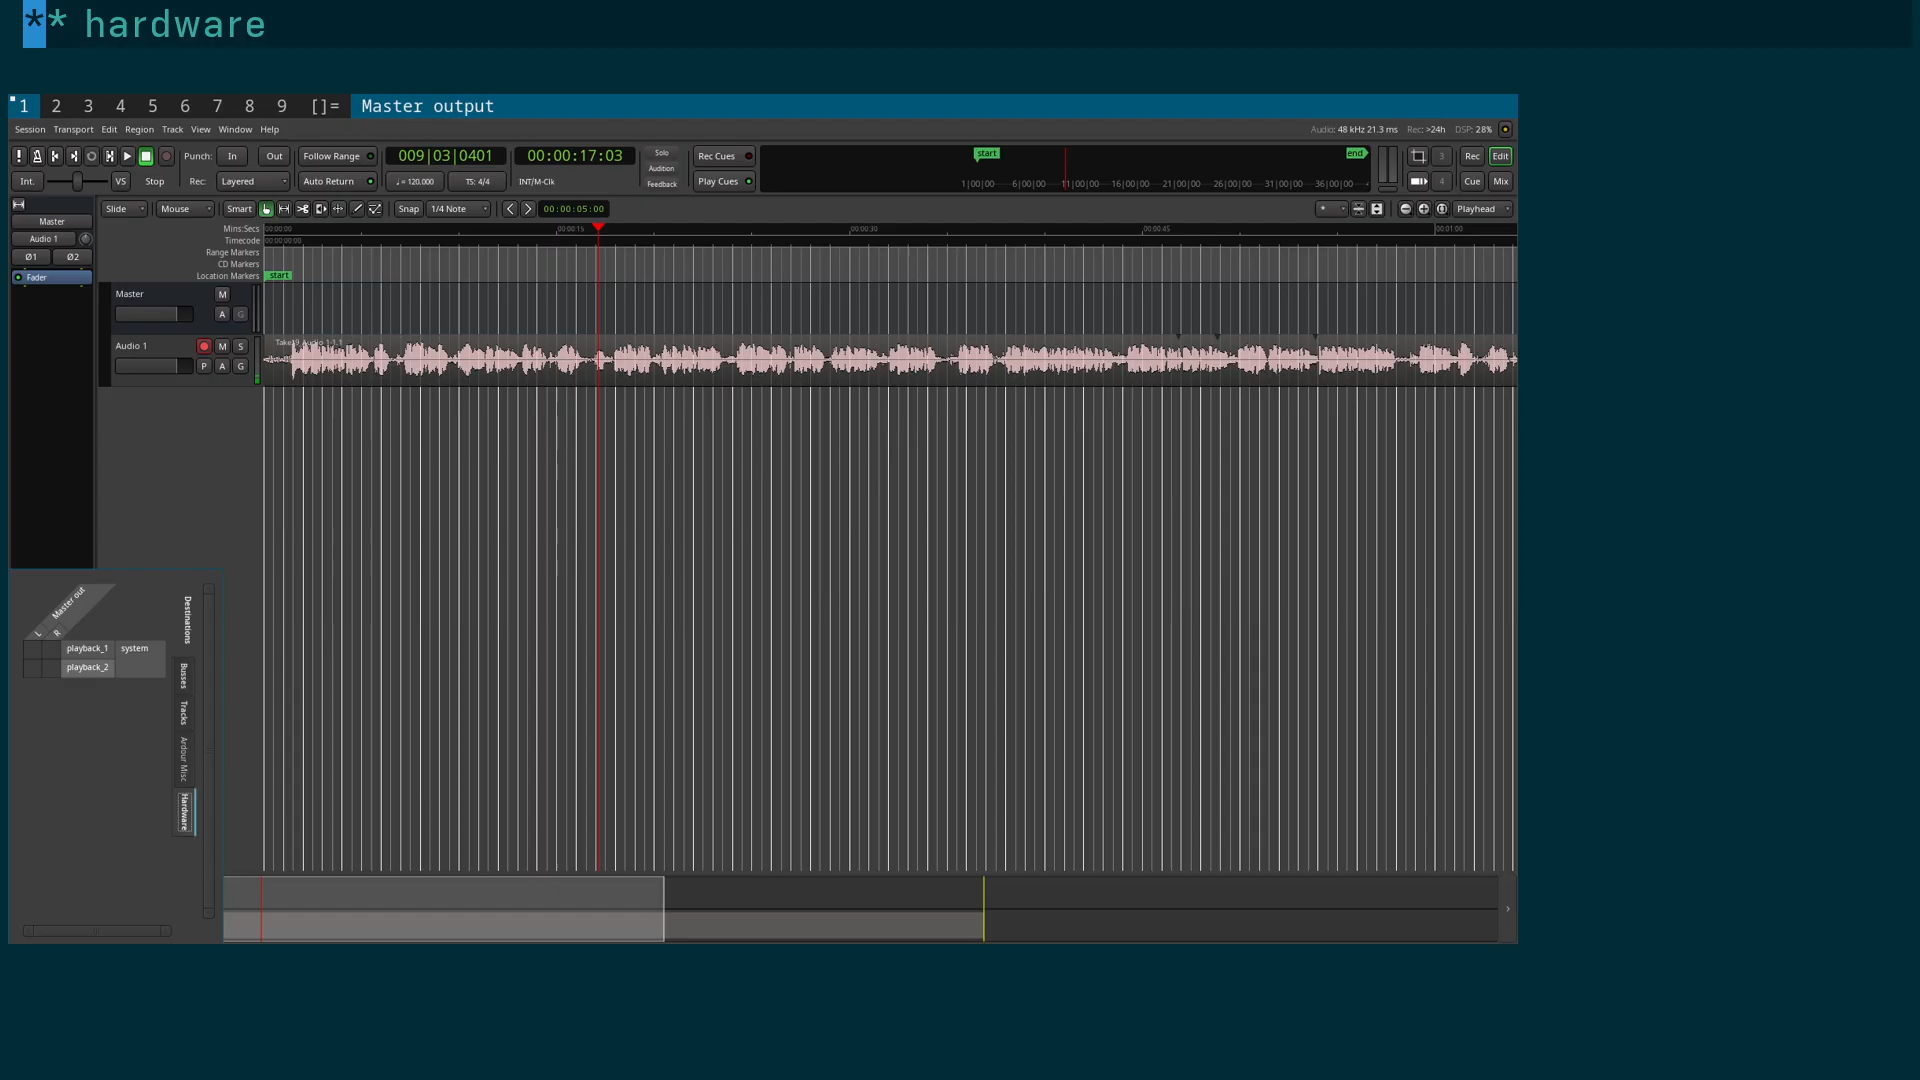 ** hardware
1 2 3 4 5 6 7 8 9 []= Master output
Session Transport Edit Region Track View Window Help
Audio: 48 kHz 21.3 ms Rec: >24h DSP: 28%
Punch: In Out Follow Range 009|03|0401 00:00:17:03 Solo Audition Feedback Rec Cues start end Rec Edit
Int. VS Stop Rec: Layered Auto Return ♩= 120,000 TS: 4/4 INT/M-Clk Play Cues Cue Mix
3
4
1|00|00 6|00|00 11|00|00 16|00|00 21|00|00 26|00|00 31|00|00 36|00|00
Slide Mouse Smart Snap 1/4 Note 00:00:05:00 * Playhead
Master
Audio 1
Ø1 Ø2
Fader
Mins:Secs 00:00:00 00:00:15 00:00:30 00:00:45 00:01:00
Timecode 00:00:00:00
Range Markers
CD Markers
Location Markers start
Master M
A G
Audio 1 M S
P A G
Take19_Audio 1-1.1
Master out
L R
playback_1 system
playback_2
Destinations
Busses
Tracks
Ardour Misc
Hardware